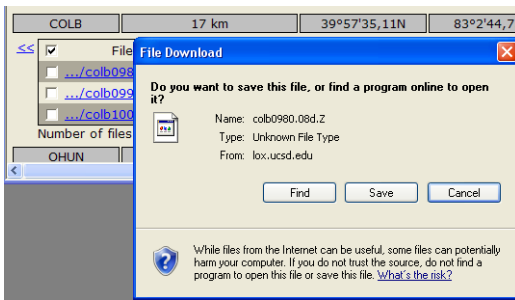 COLB 17 km 39°57'35,11N 83°2'44,7
<< File
.../colb098
.../colb099
.../colb100
Number of files
OHUN
File Download
Do you want to save this file, or find a program online to open
it?
Name: colb0980.08d.Z
Type: Unknown File Type
From: lox.ucsd.edu
Find Save Cancel
While files from the Internet can be useful, some files can potentially
harm your computer. If you do not trust the source, do not find a
program to open this file or save this file. What's the risk?